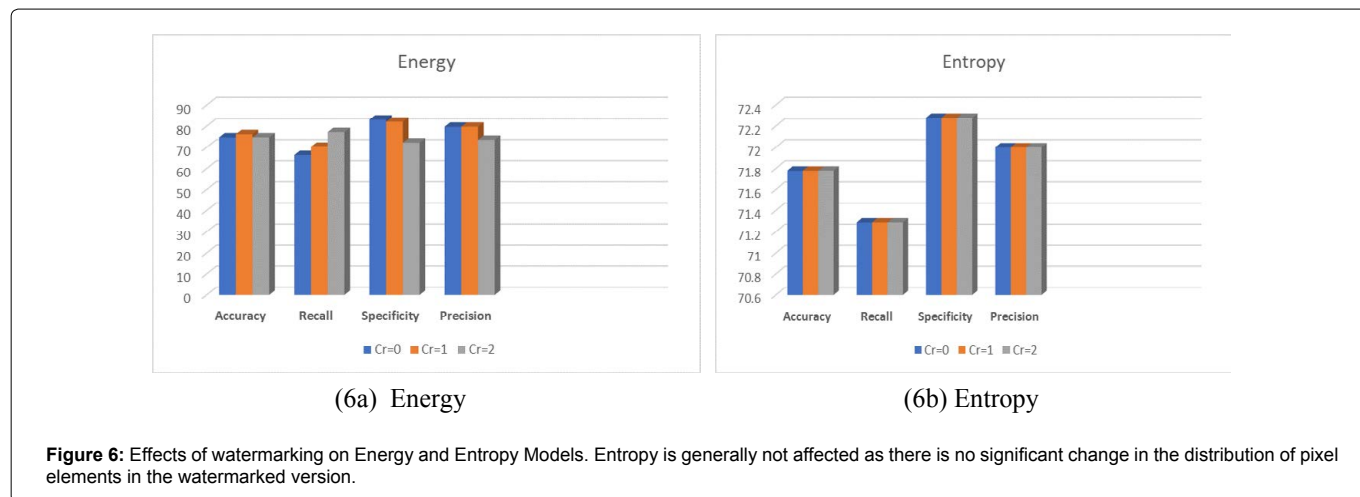 Energy
90
80
70
60
50
40
30
20
10
0
Accuracy Recall Specificity Precision
Cr=0 Cr=1 Cr=2
(6a) Energy
Entropy
72.4
72.2
72
71.8
71.6
71.4
71.2
71
70.8
70.6
Accuracy Recall Specificity Precision
Cr=0 Cr=1 Cr=2
(6b) Entropy
Figure 6: Effects of watermarking on Energy and Entropy Models. Entropy is generally not affected as there is no significant change in the distribution of pixel
elements in the watermarked version.